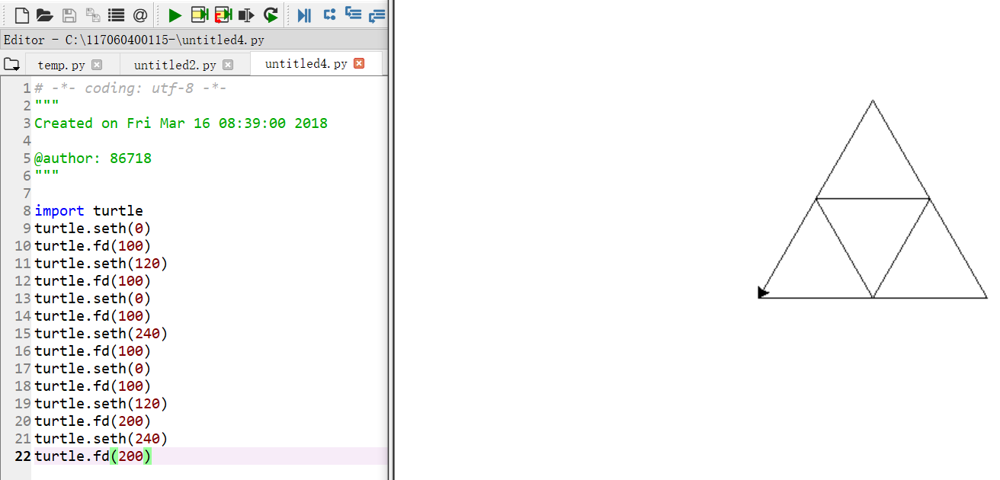 Editor - C:\117060400115-\untitled4.py
temp.py untitled2.py untitled4.py
1 # -*- coding: utf-8 -*-
2 """
3 Created on Fri Mar 16 08:39:00 2018
4
5 @author: 86718
6 """
7
8 import turtle
9 turtle.seth(0)
10 turtle.fd(100)
11 turtle.seth(120)
12 turtle.fd(100)
13 turtle.seth(0)
14 turtle.fd(100)
15 turtle.seth(240)
16 turtle.fd(100)
17 turtle.seth(0)
18 turtle.fd(100)
19 turtle.seth(120)
20 turtle.fd(200)
21 turtle.seth(240)
22 turtle.fd(200)